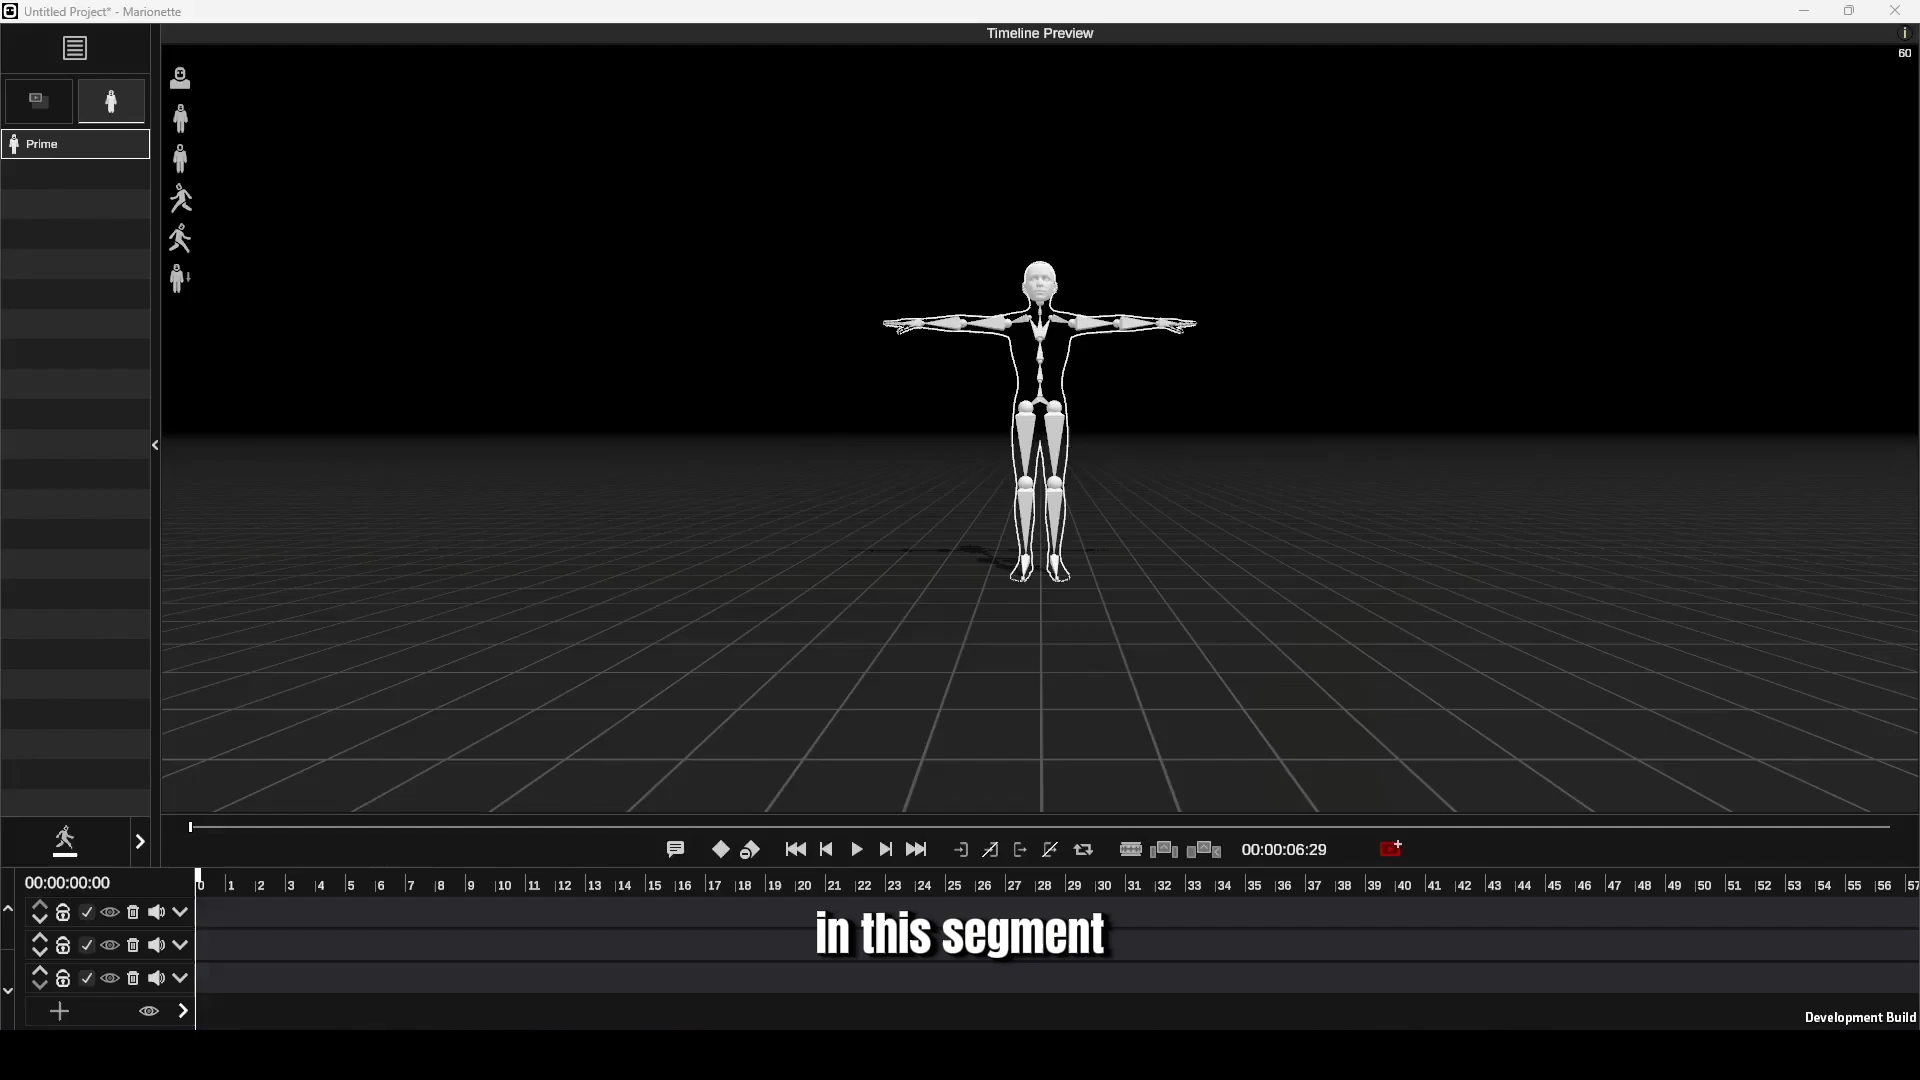 Untitled Project* - Marionette
Timeline Preview
60
Prime
00:00:06:29
00:00:00:00
0 1 2 3 4 5 6 7 8 9 10 11 12 13 14 15 16 17 18 19 20 21 22 23 24 25 26 27 28 29 30 31 32 33 34 35 36 37 38 39 40 41 42 43 44 45 46 47 48 49 50 51 52 53 54 55 56 57
in this segment
Development Build